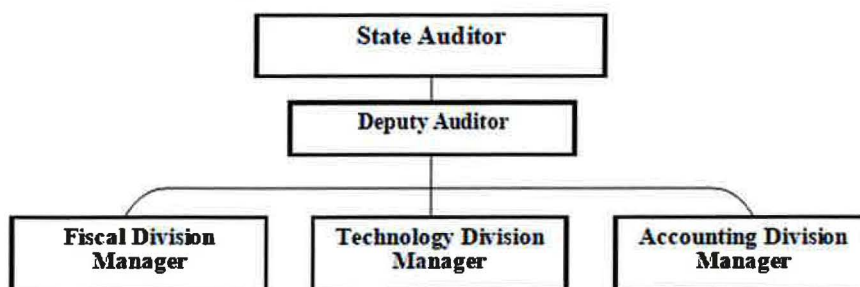 State Auditor
Deputy Auditor
Fiscal Division
Manager
Technology Division
Manager
Accounting Division
Manager